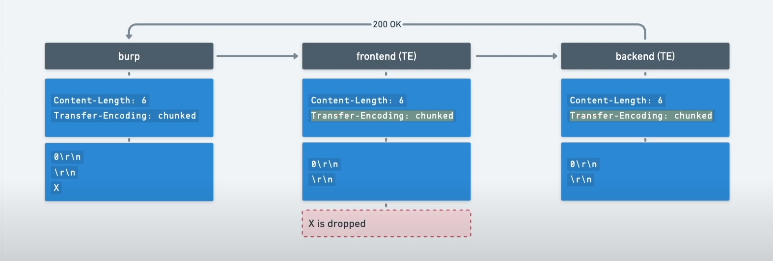 200 OK
burp
frontend (TE)
backend (TE)
Content-Length: 6
Transfer-Encoding: chunked
Content-Length: 6
Transfer-Encoding: chunked
Content-Length: 6
Transfer-Encoding: chunked
0\r\n
\r\n
X
0\r\n
\r\n
0\r\n
\r\n
X is dropped